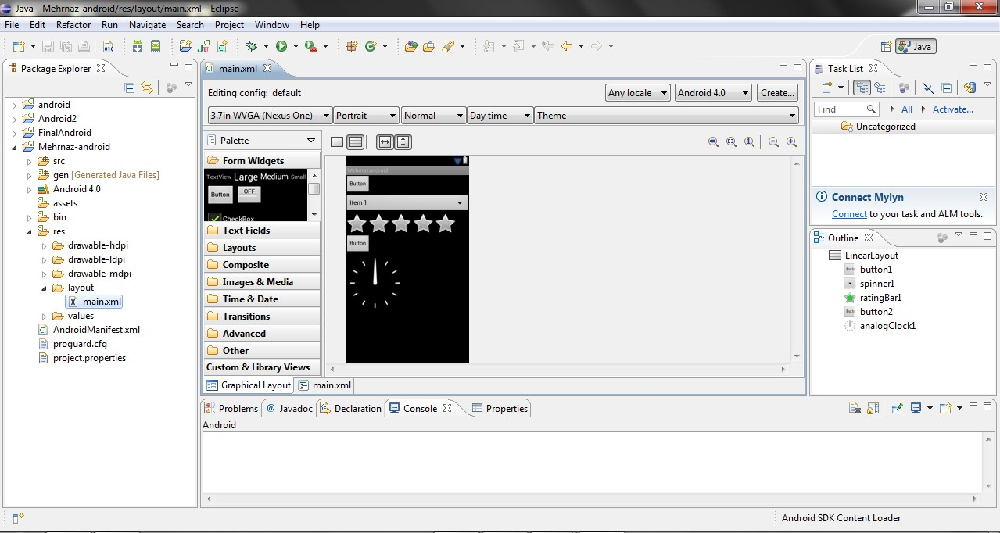 Java - Mehrnaz-android/res/layout/main.xml - Eclipse
File Edit Refactor Run Navigate Search Project Window Help
Java
Package Explorer
android
Android2
FinalAndroid
Mehrnaz-android
src
gen [Generated Java Files]
Android 4.0
assets
bin
res
drawable-hdpi
drawable-ldpi
drawable-mdpi
layout
main.xml
values
AndroidManifest.xml
proguard.cfg
project.properties
main.xml
Editing config: default
Any locale Android 4.0 Create...
3.7in WVGA (Nexus One) Portrait Normal Day time Theme
Palette
Form Widgets
TextView Large Medium Small
Button OFF
CheckBox
Text Fields
Layouts
Composite
Images & Media
Time & Date
Transitions
Advanced
Other
Custom & Library Views
Mehrnazandroid
Button
Item 1
Button
Graphical Layout main.xml
Task List
Find All Activate...
Uncategorized
Connect Mylyn
Connect to your task and ALM tools.
Outline
LinearLayout
button1
spinner1
ratingBar1
button2
analogClock1
Problems Javadoc Declaration Console Properties
Android
Android SDK Content Loader